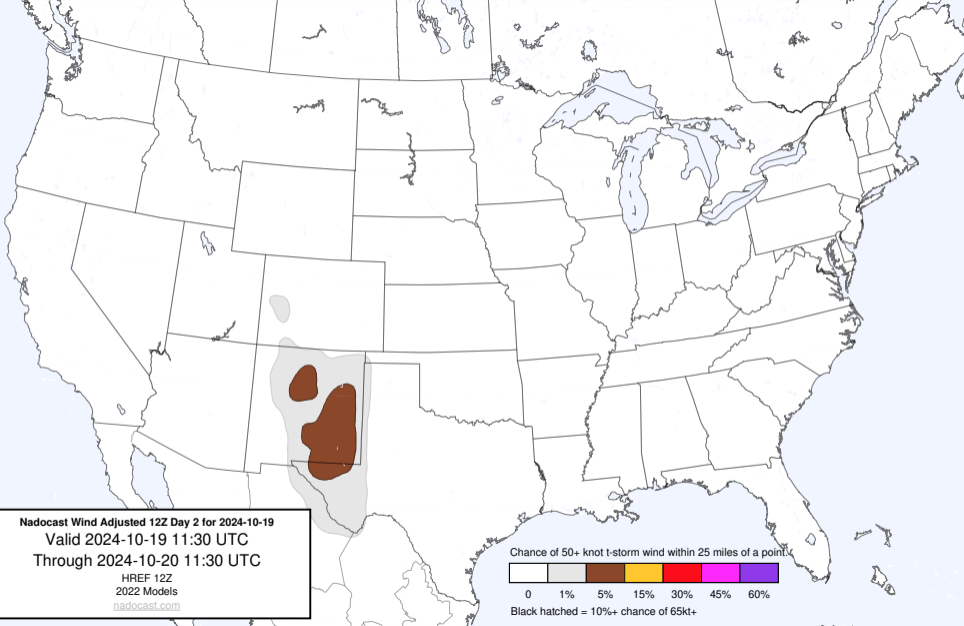 Nadocast Wind Adjusted 12Z Day 2 for 2024-10-19
Valid 2024-10-19 11:30 UTC
Through 2024-10-20 11:30 UTC
HREF 12Z
2022 Models
nadocast.com
Chance of 50+ knot t-storm wind within 25 miles of a point.
0 1% 5% 15% 30% 45% 60%
Black hatched = 10%+ chance of 65kt+